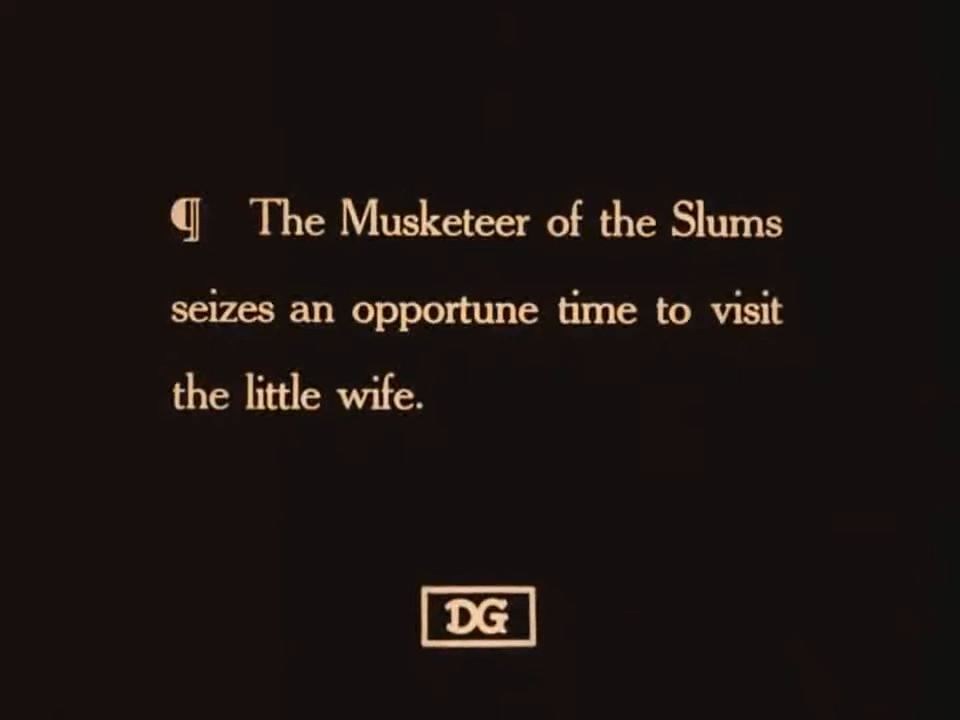 ¶ The Musketeer of the Slums
seizes an opportune time to visit
the little wife.
DG